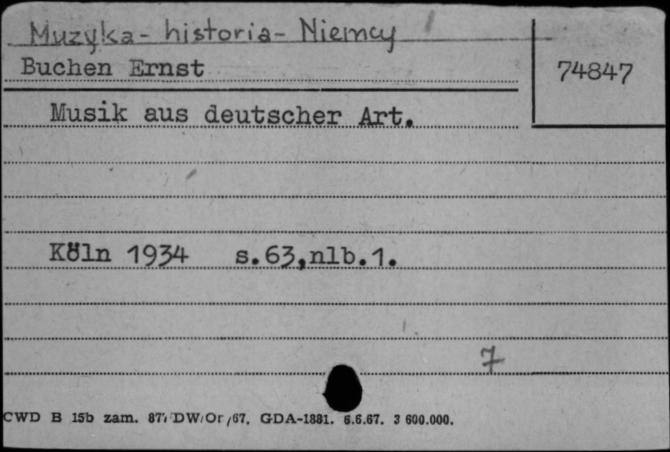 Muzyka - historia - Niemcy
Buchen Ernst
74847
Musik aus deutscher Art.
Köln 1934 s.63,nlb.1.
7
CWD B 15b zam. 877/DW/Or/67. GDA-1881. 6.6.67. 3 600.000.